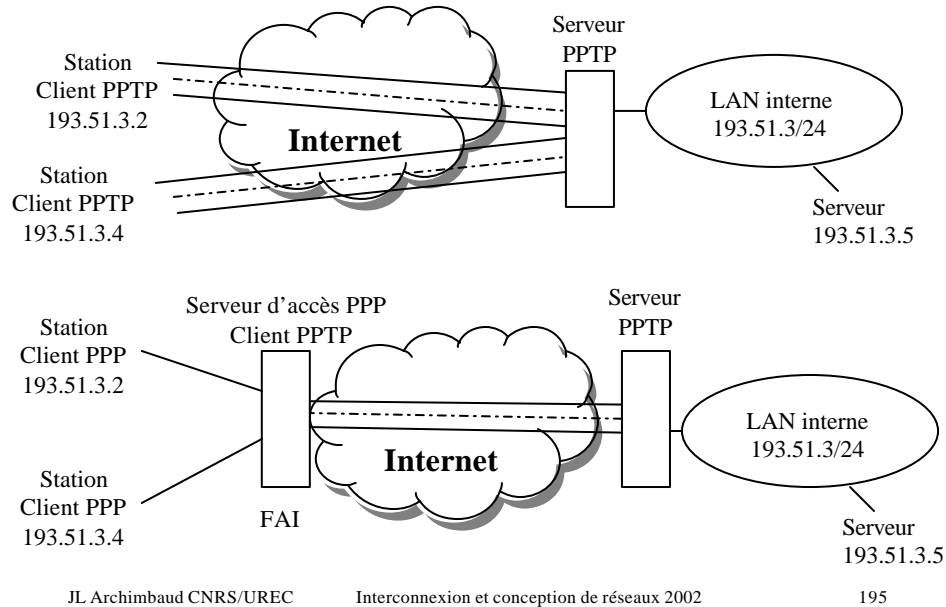 Station
Client PPTP
193.51.3.2
Serveur
PPTP
LAN interne
193.51.3/24
Internet
Station
Client PPTP
193.51.3.4
Serveur
193.51.3.5
Serveur d'accès PPP
Client PPTP
Serveur
PPTP
Station
Client PPP
193.51.3.2
LAN interne
193.51.3/24
Internet
Station
Client PPP
193.51.3.4
FAI
Serveur
193.51.3.5
JL Archimbaud CNRS/UREC Interconnexion et conception de réseaux 2002 195